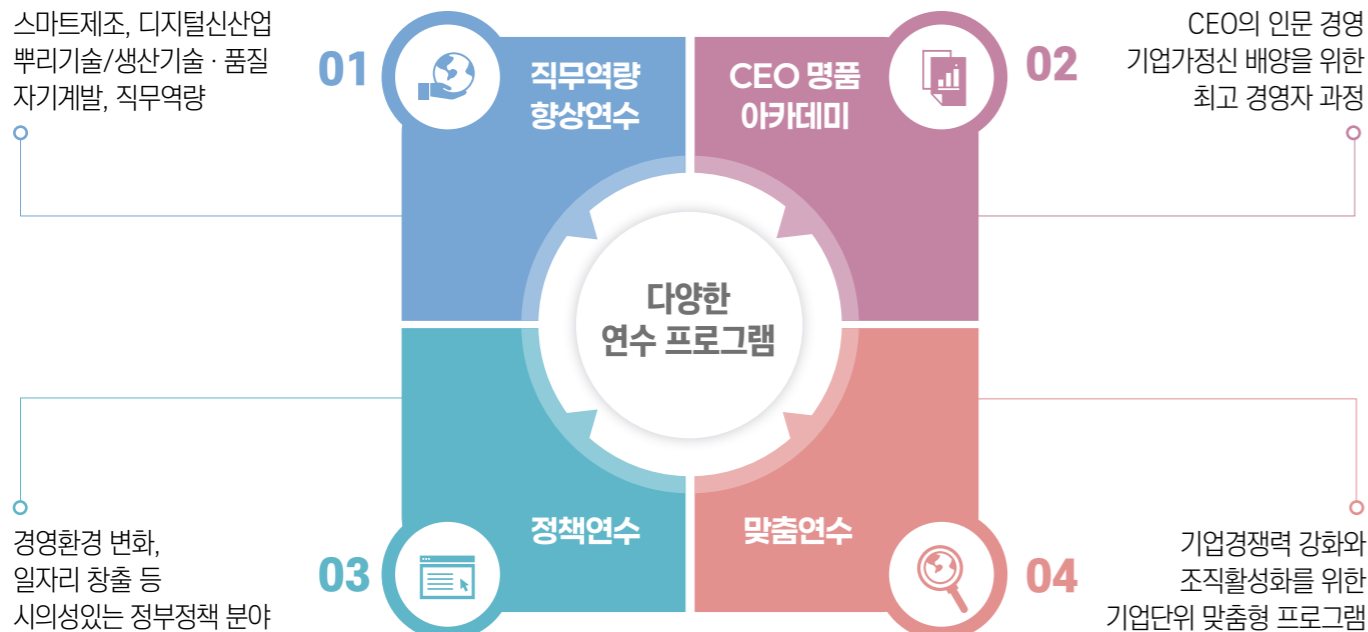 스마트제조, 디지털신산업
뿌리기술/생산기술 · 품질
자기계발, 직무역량
01
직무역량
향상연수
CEO 명품
아카데미
02
CEO의 인문 경영
기업가정신 배양을 위한
최고 경영자 과정
다양한
연수 프로그램
경영환경 변화,
일자리 창출 등
시의성있는 정부정책 분야
03
정책연수
맞춤연수
04
기업경쟁력 강화와
조직활성화를 위한
기업단위 맞춤형 프로그램